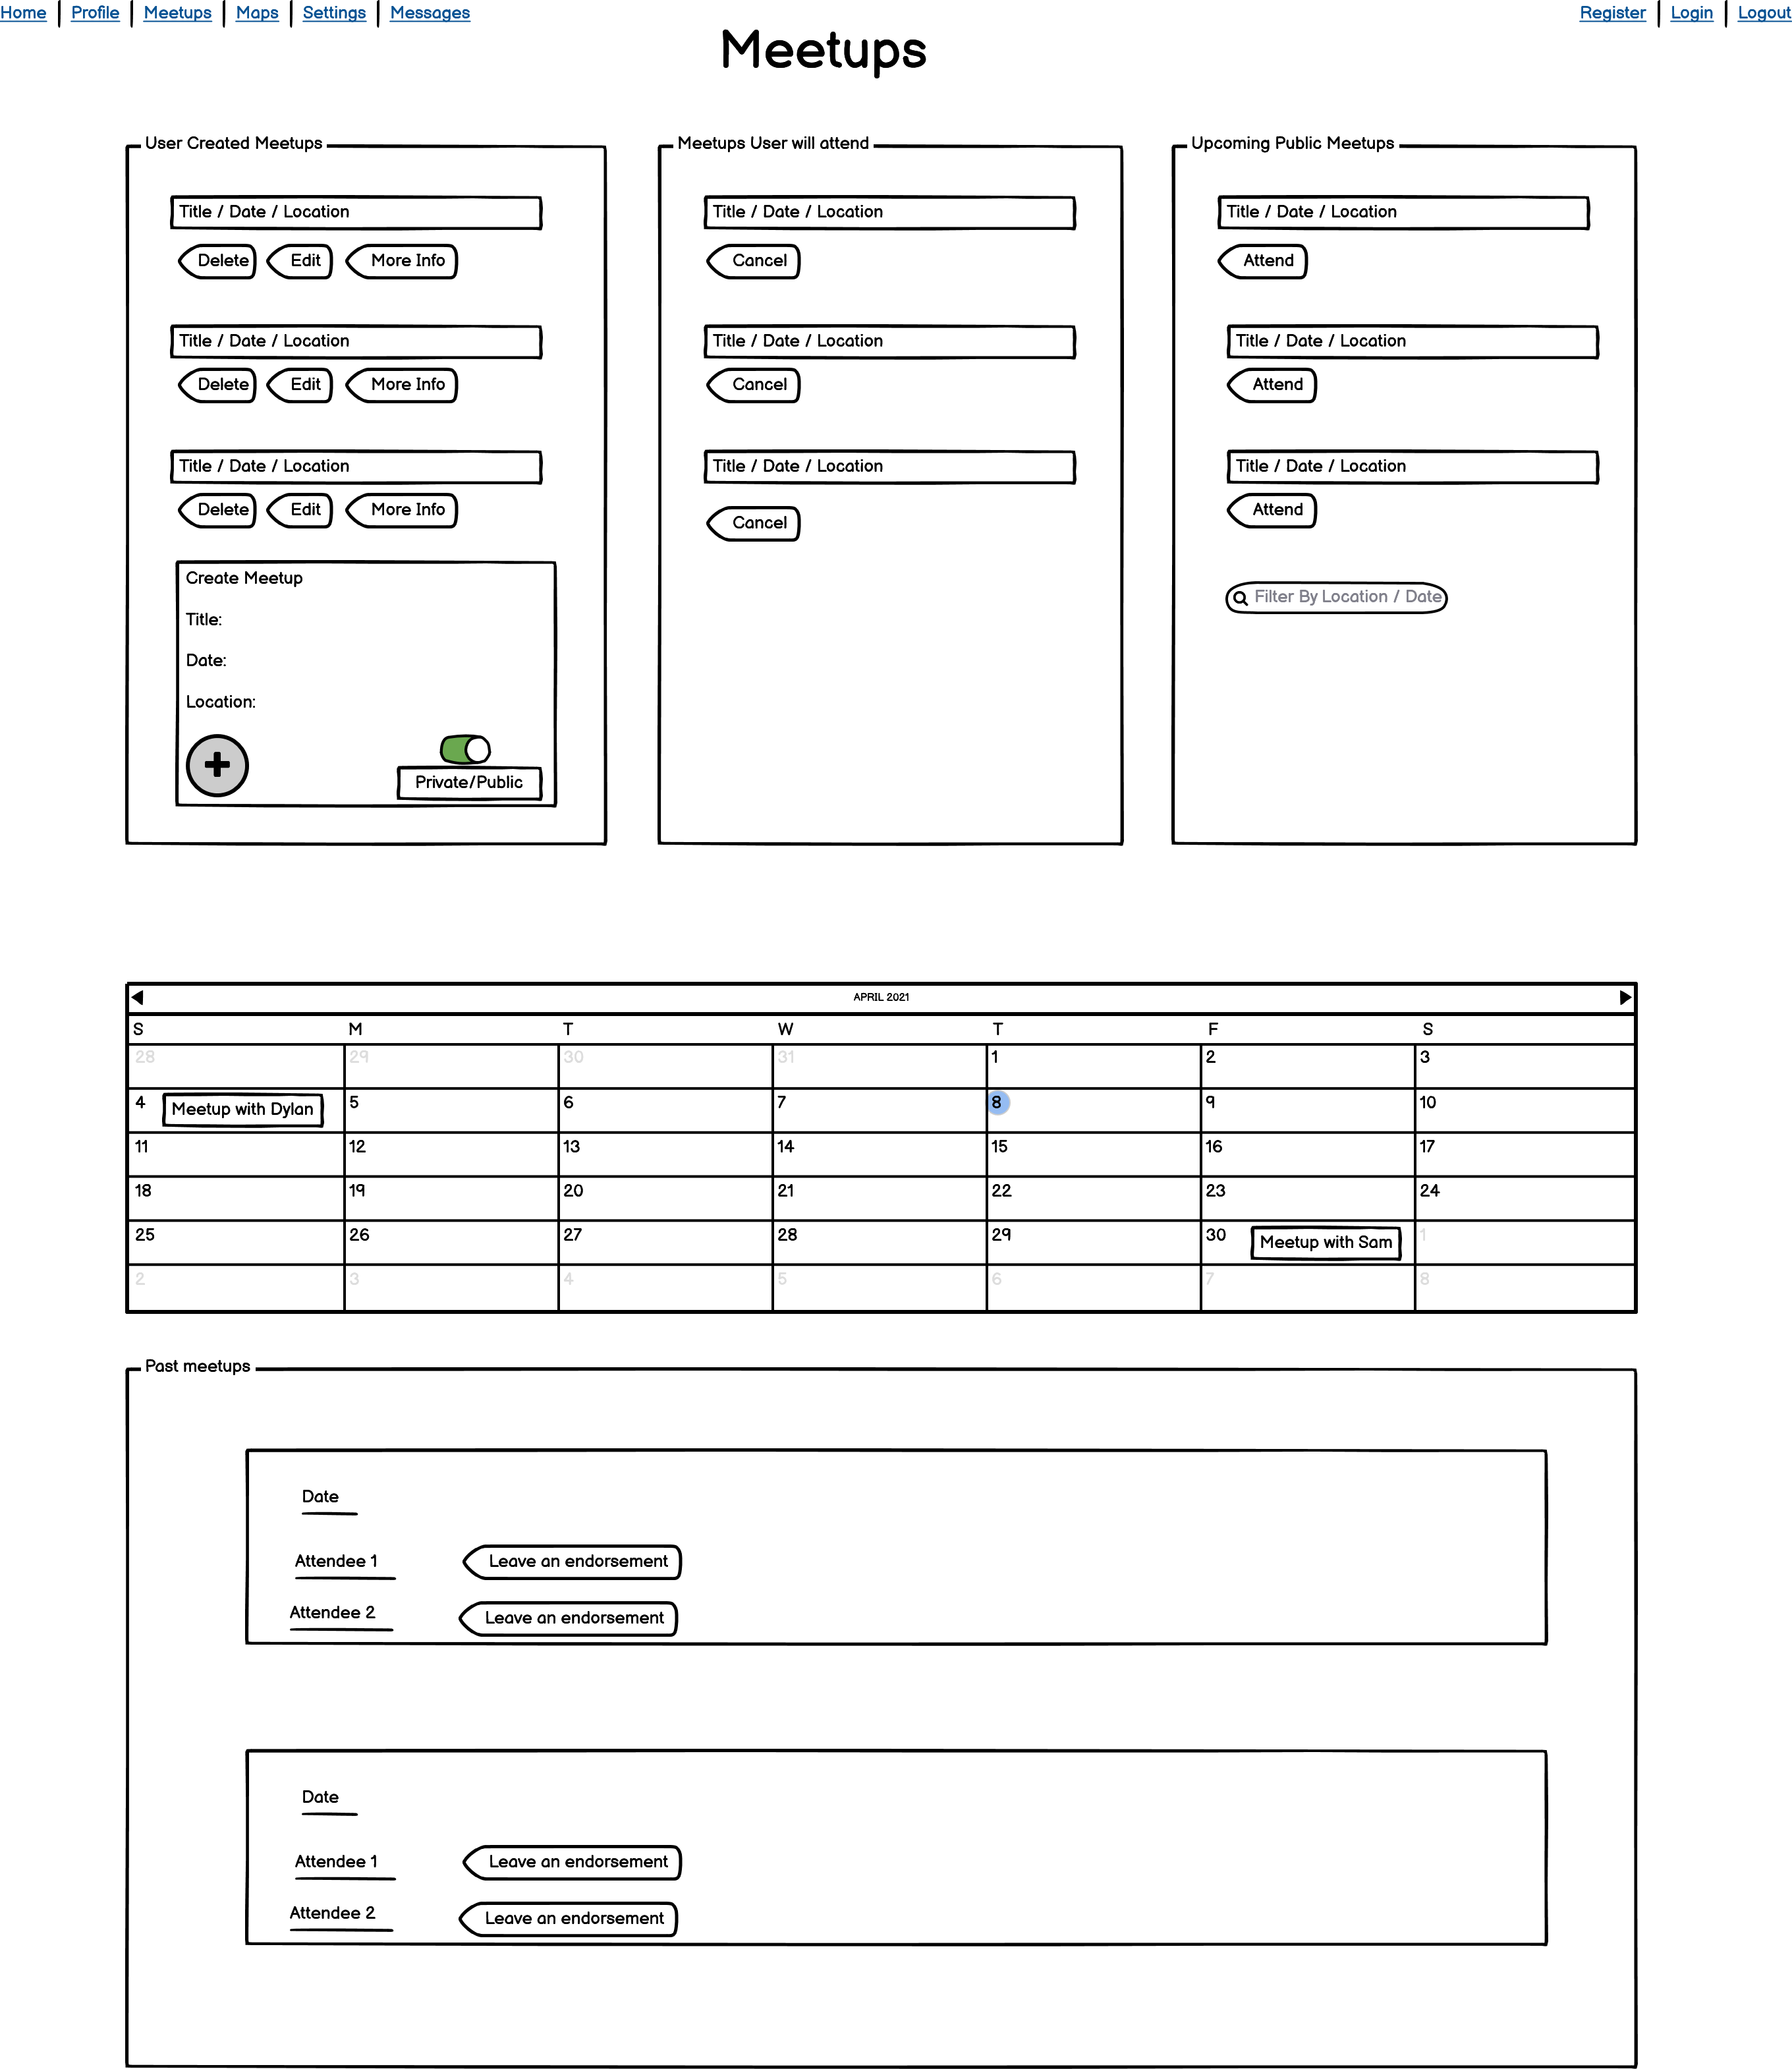 Home Profile Meetups Maps Settings Messages Register Login Logout
Meetups
User Created Meetups
Title / Date / Location
Delete Edit More Info
Title / Date / Location
Delete Edit More Info
Title / Date / Location
Delete Edit More Info
Create Meetup
Title:
Date:
Location:
Private/Public
Meetups User will attend
Title / Date / Location
Cancel
Title / Date / Location
Cancel
Title / Date / Location
Cancel
Upcoming Public Meetups
Title / Date / Location
Attend
Title / Date / Location
Attend
Title / Date / Location
Attend
Filter By Location / Date
APRIL 2021
S M T W T F S
28 29 30 31 1 2 3
4 Meetup with Dylan 5 6 7 8 9 10
11 12 13 14 15 16 17
18 19 20 21 22 23 24
25 26 27 28 29 30 Meetup with Sam 1
2 3 4 5 6 7 8
Past meetups
Date
Attendee 1 Leave an endorsement
Attendee 2 Leave an endorsement
Date
Attendee 1 Leave an endorsement
Attendee 2 Leave an endorsement